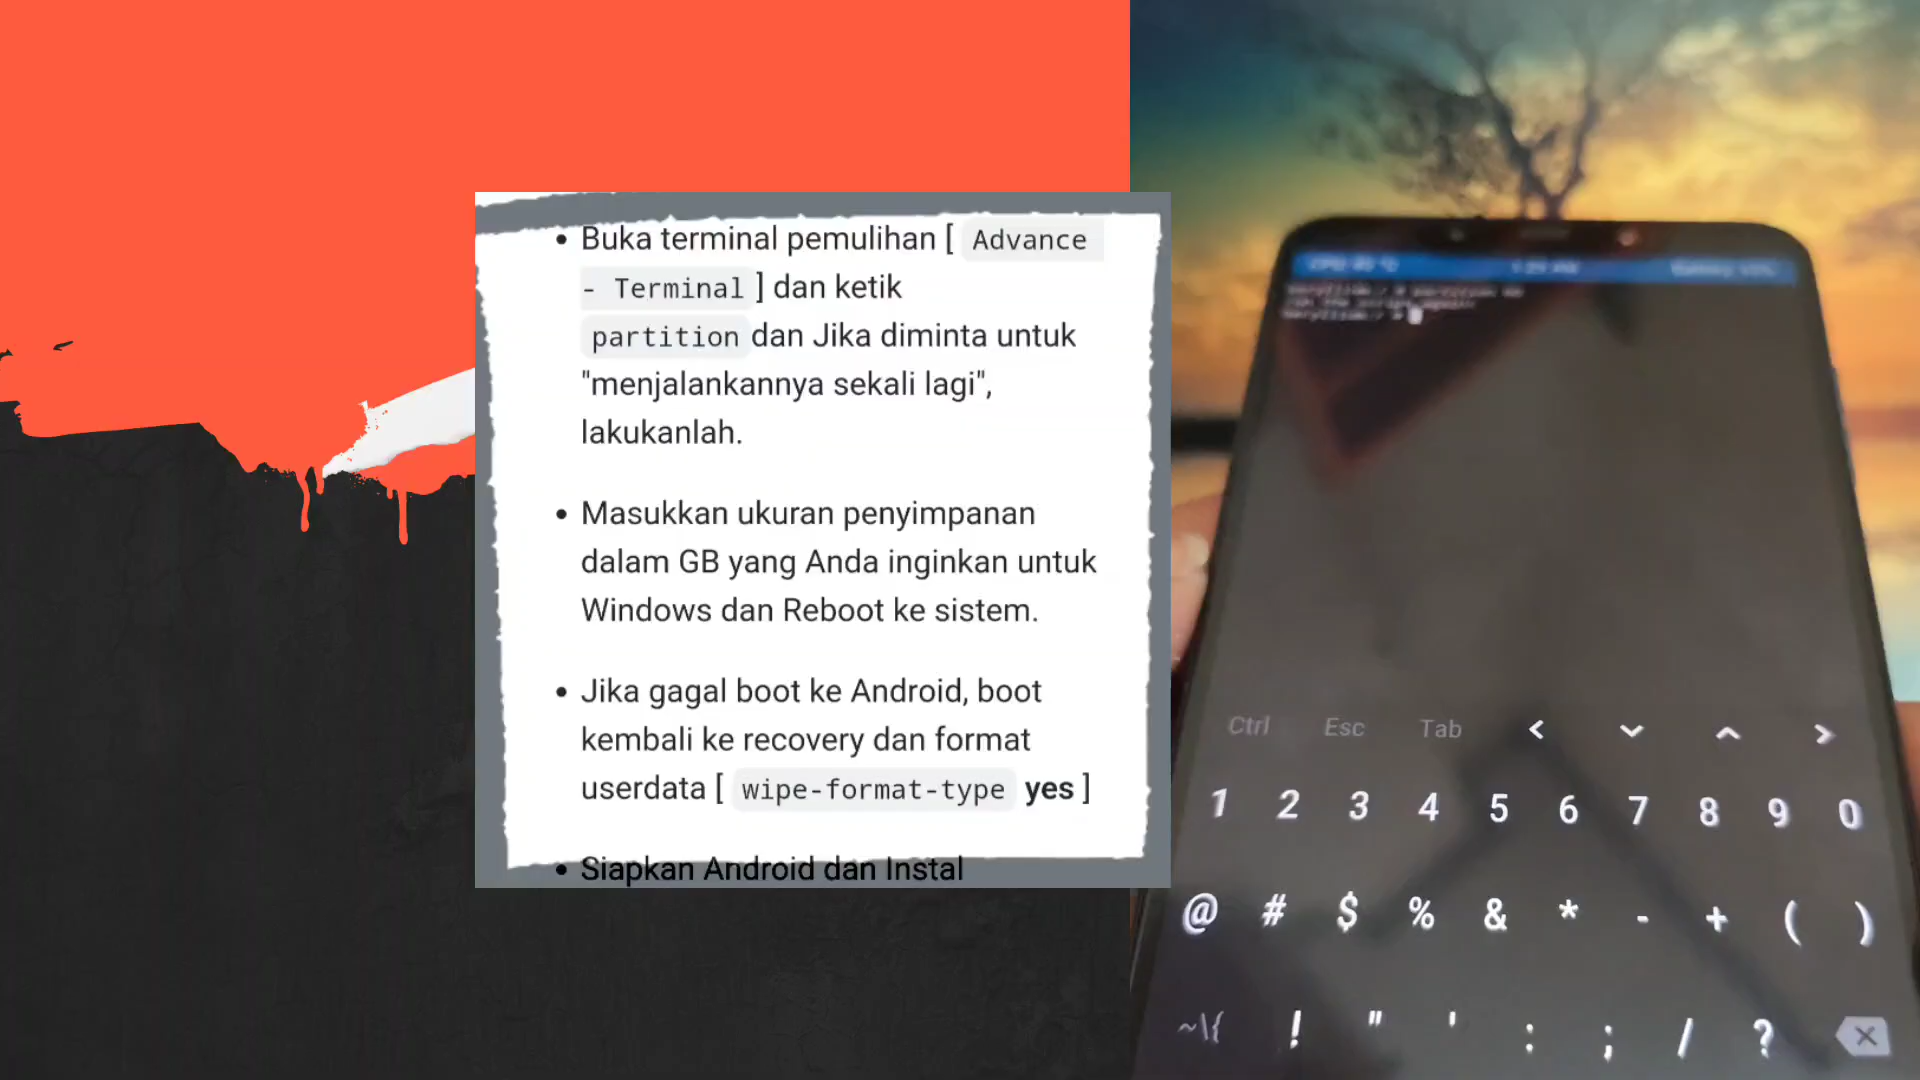 • Buka terminal pemulihan [ Advance
- Terminal ] dan ketik
partition dan Jika diminta untuk
"menjalankannya sekali lagi",
lakukanlah.
• Masukkan ukuran penyimpanan
dalam GB yang Anda inginkan untuk
Windows dan Reboot ke sistem.
• Jika gagal boot ke Android, boot
kembali ke recovery dan format
userdata [ wipe-format-type yes ]
• Siapkan Android dan Instal
Ctrl Esc Tab < >
1 2 3 4 5 6 7 8 9 0
@ # $ % & * - + ( )
~\{ ! " ' : ; / ?